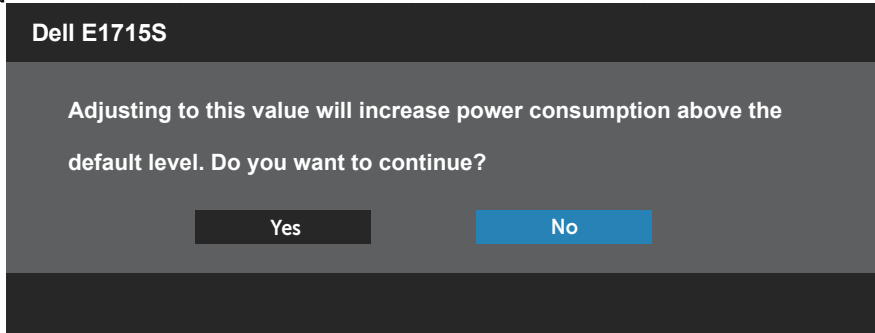 Dell E1715S
Adjusting to this value will increase power consumption above the
default level. Do you want to continue?
Yes No